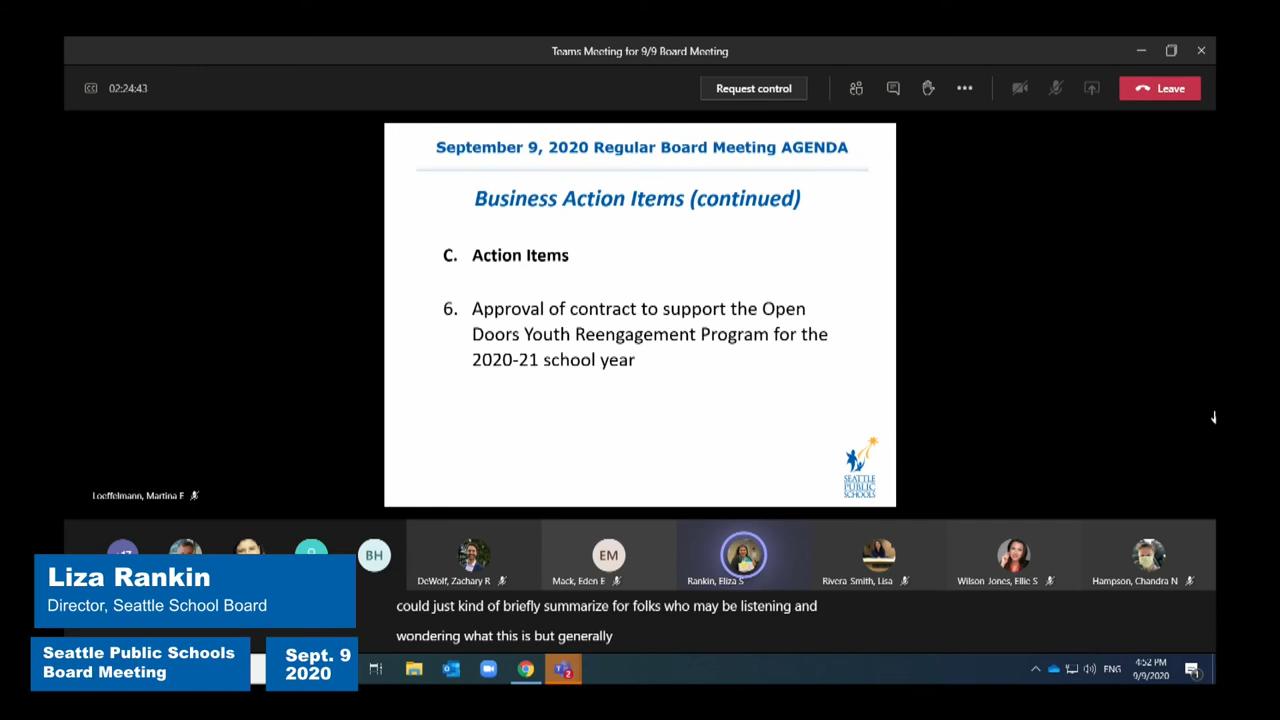 Teams Meeting for 9/9 Board Meeting
02:24:43
Request control
Leave
September 9, 2020 Regular Board Meeting AGENDA
Business Action Items (continued)
C. Action Items
6. Approval of contract to support the Open
Doors Youth Reengagement Program for the
2020-21 school year
SEATTLE
PUBLIC
SCHOOLS
Loeffelmann, Martina F
BH
EM
DeWolf, Zachary R
Mack, Eden E
Rankin, Eliza S
Rivera Smith, Lisa
Wilson Jones, Ellie S
Hampson, Chandra N
Liza Rankin
Director, Seattle School Board
could just kind of briefly summarize for folks who may be listening and
wondering what this is but generally
Seattle Public Schools
Board Meeting
Sept. 9
2020
2
ENG
4:52 PM
9/9/2020
1